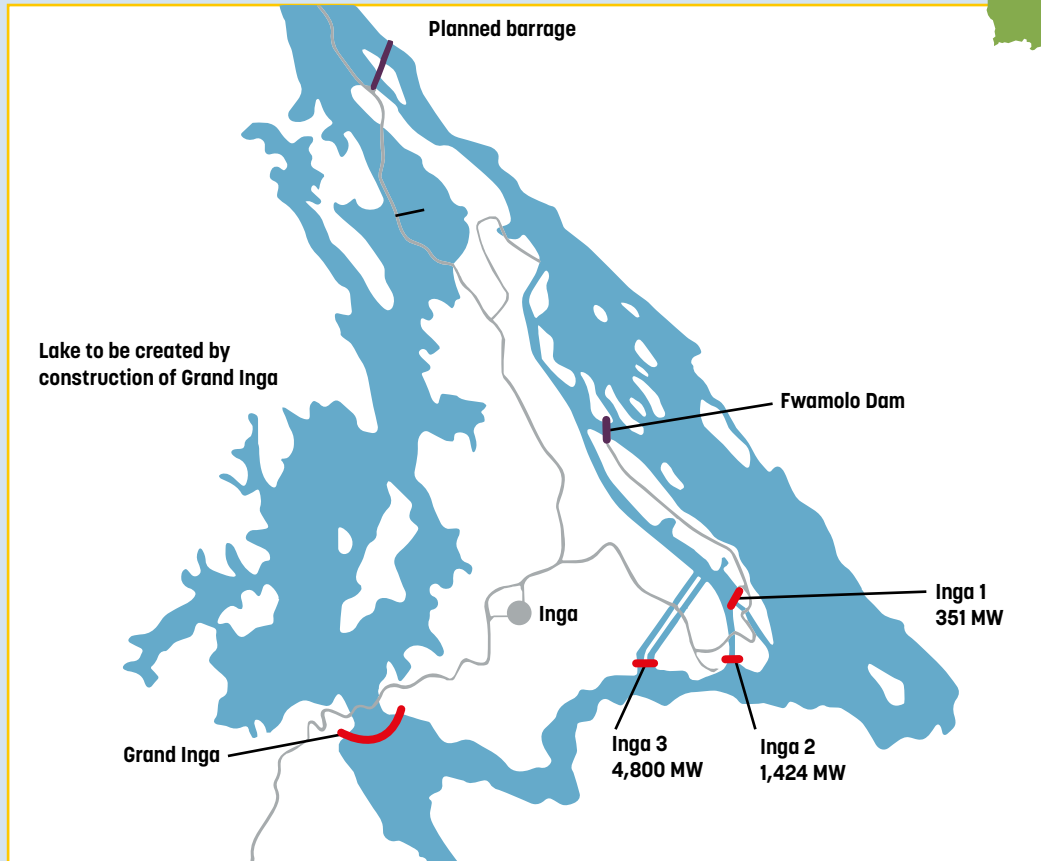 Planned barrage
Lake to be created by
construction of Grand Inga
Fwamolo Dam
Inga 1
351 MW
Inga
Inga 3
4,800 MW
Inga 2
1,424 MW
Grand Inga